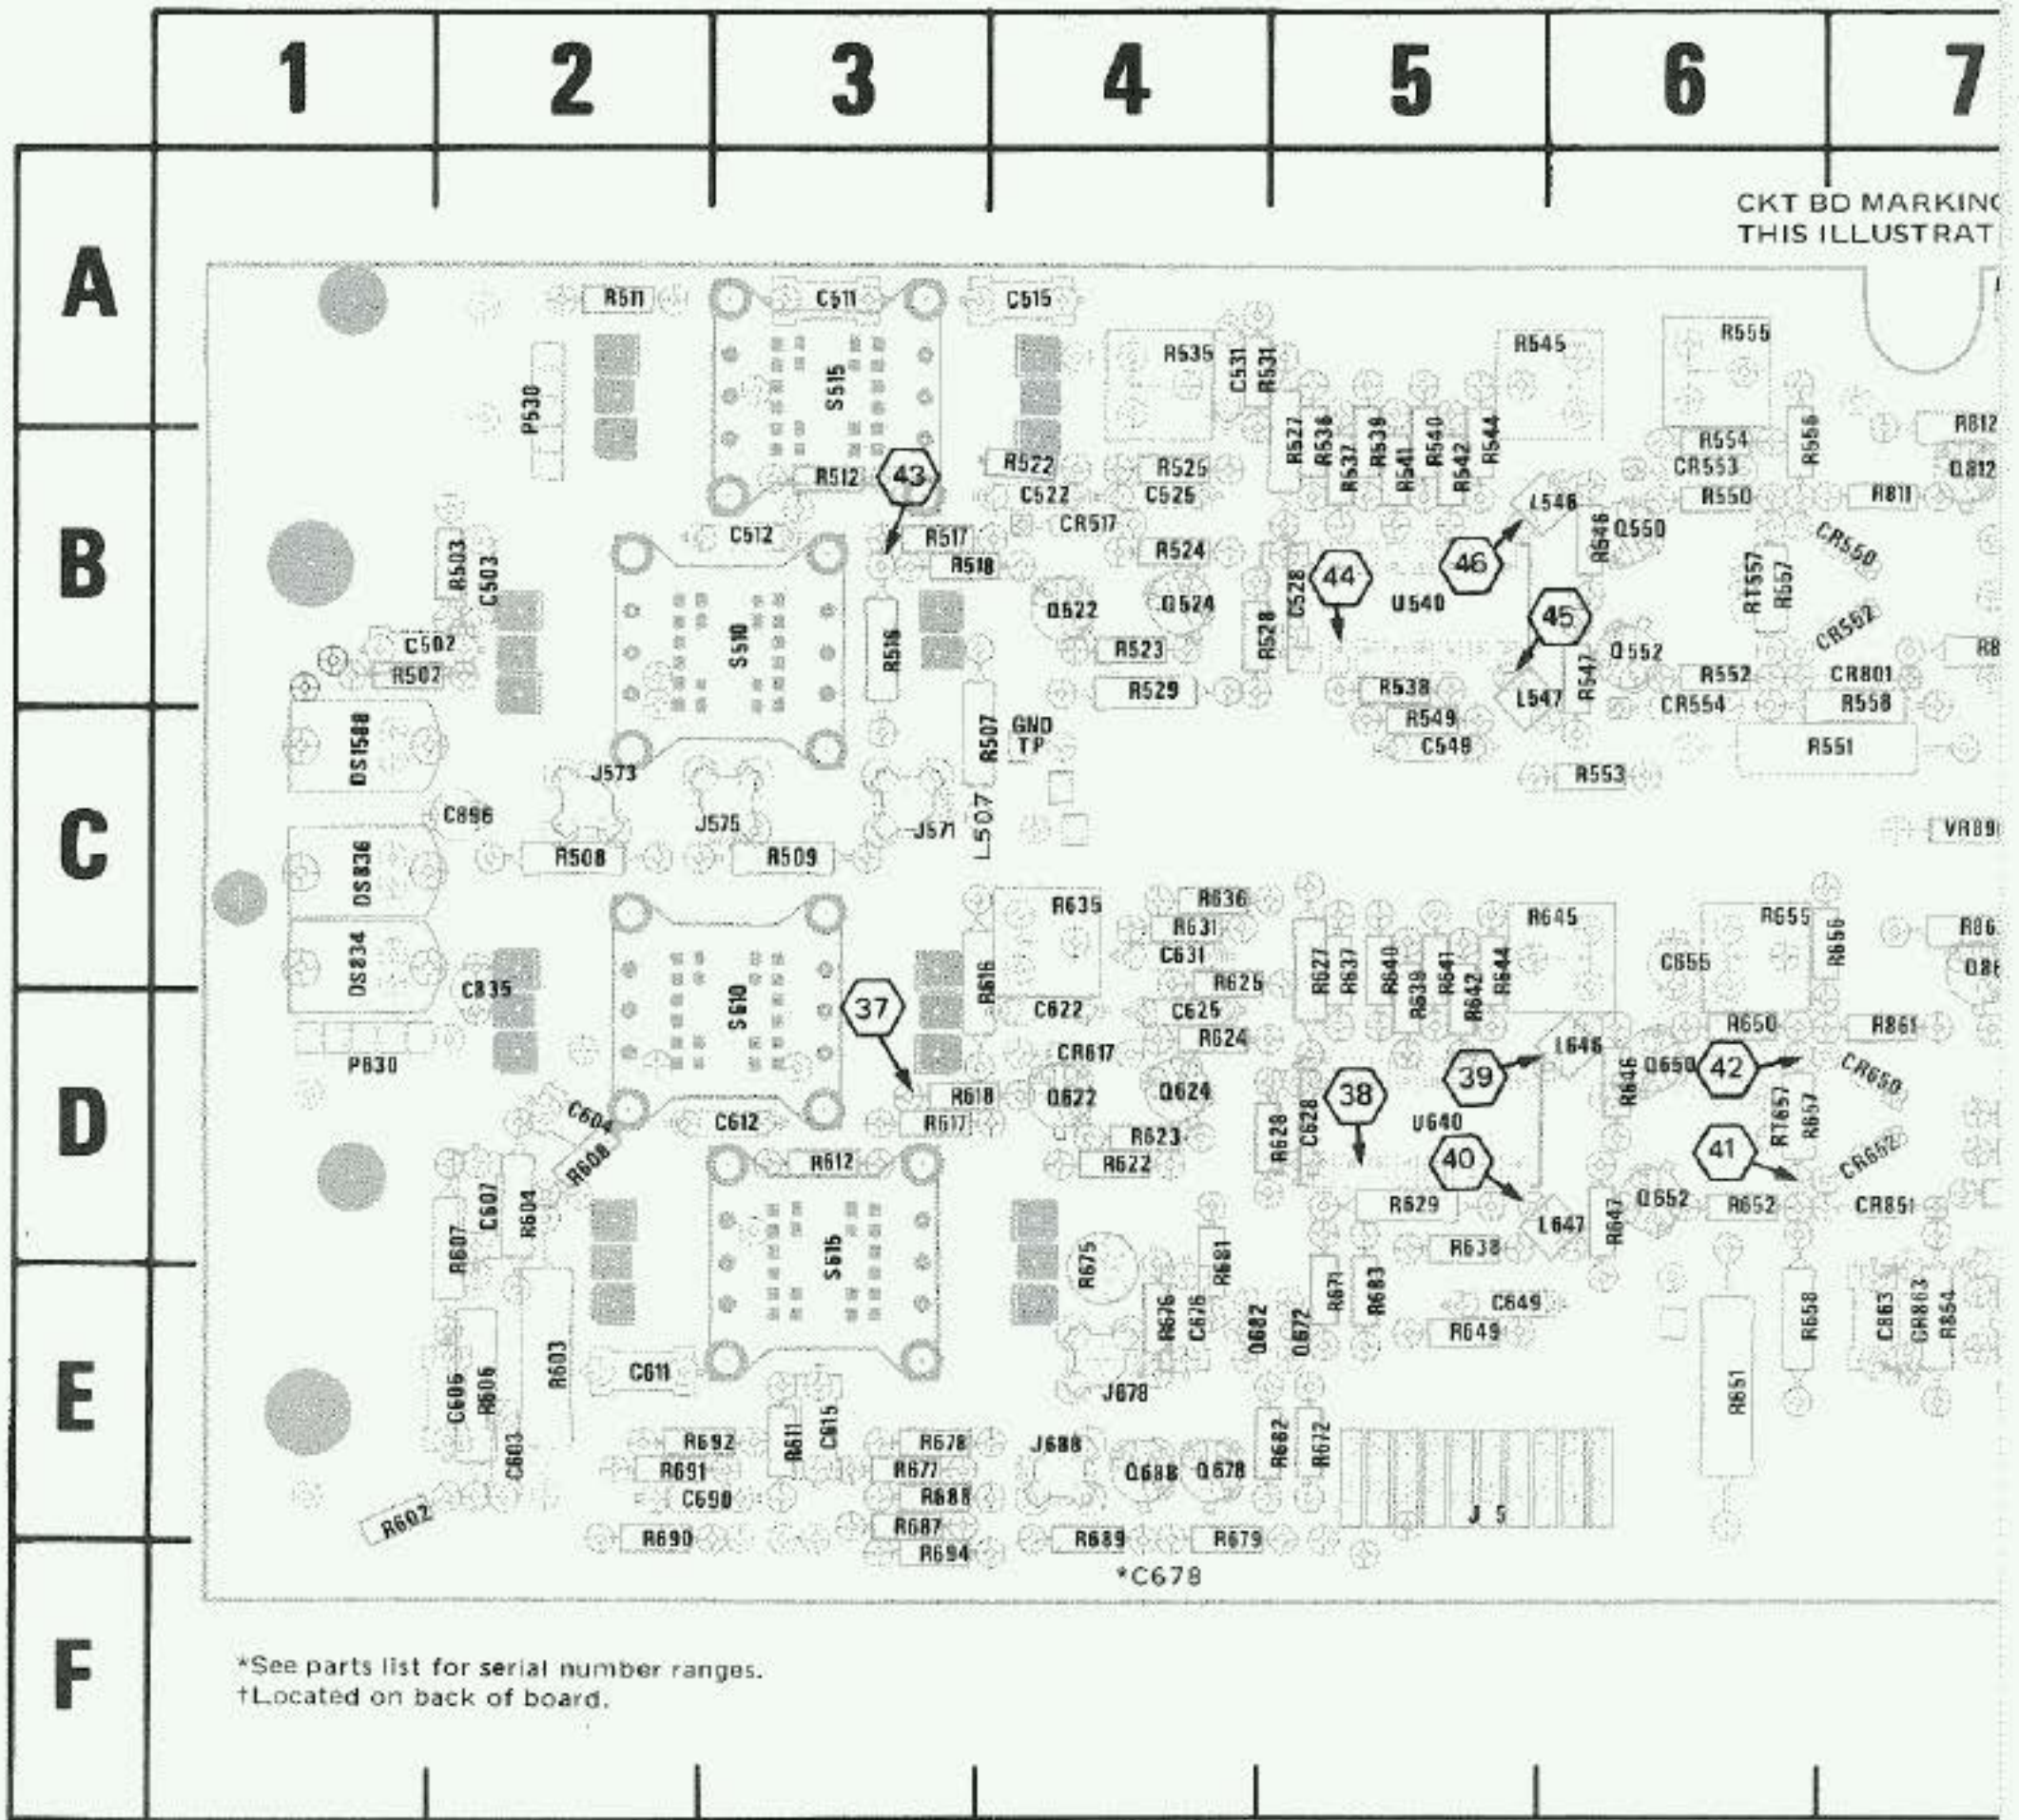 1 2 3 4 5 6 7
A
B
C
D
E
F
CKT BD MARKING
THIS ILLUSTRAT
R511
C511
C515
R535
C531
R531
R545
R555
P530
S515
R527
R536
R537
R539
R541
R540
R542
R544
R554
R556
R812
R512
43
R522
R525
CR553
Q812
C522
C525
L546
R550
R811
C512
R517
CR517
R546
Q550
CR550
R503
C503
R518
R524
44
46
C528
U540
RT557
R557
Q522
Q524
45
CR552
C502
S510
R516
R523
R528
Q552
R8
R502
R529
R538
L547
R547
R552
CR801
R549
CR554
R558
DS1588
R507
GND
TP
C549
R551
J573
R553
C896
J575
J571
L507
VR89
DS836
R508
R509
R635
R636
R645
R655
R631
R656
R86
DS834
C631
R627
R637
R640
R639
R641
R642
R644
C655
Q86
C835
R616
R625
S610
37
C622
C625
R624
R650
R861
P630
CR617
L646
39
R646
Q650
42
CR650
R618
Q622
Q624
38
C604
C612
R617
R628
C628
U640
RT657
R657
R623
R608
R612
R622
40
41
CR652
C607
R604
R629
Q652
R652
CR851
R607
L647
R647
S615
R675
R681
R638
R671
R683
R676
C676
Q682
Q672
C649
R658
C863
CR863
R854
R649
R603
C611
J678
C606
R606
R651
C603
R692
R611
C615
R678
J688
R682
R672
R691
R677
Q688
Q678
C690
R688
R602
J 5
R687
R690
R694
R689
R679
*C678
*See parts list for serial number ranges.
†Located on back of board.